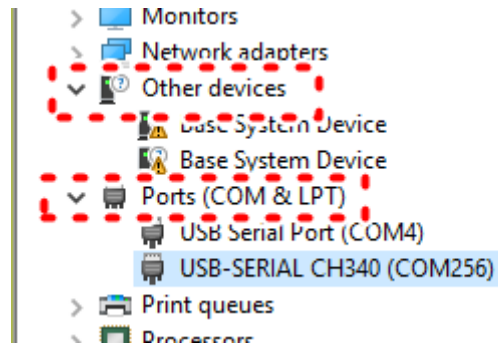 Monitors
Network adapters
Other devices
Base System Device
Base System Device
Ports (COM & LPT)
USB Serial Port (COM4)
USB-SERIAL CH340 (COM256)
Print queues
Processors